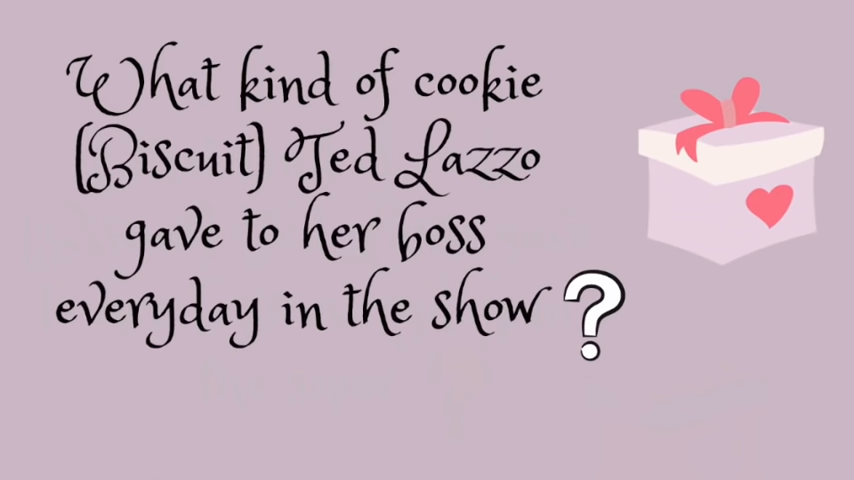 What kind of cookie
(Biscuit) Ted Lazzo
gave to her boss
everyday in the show ?